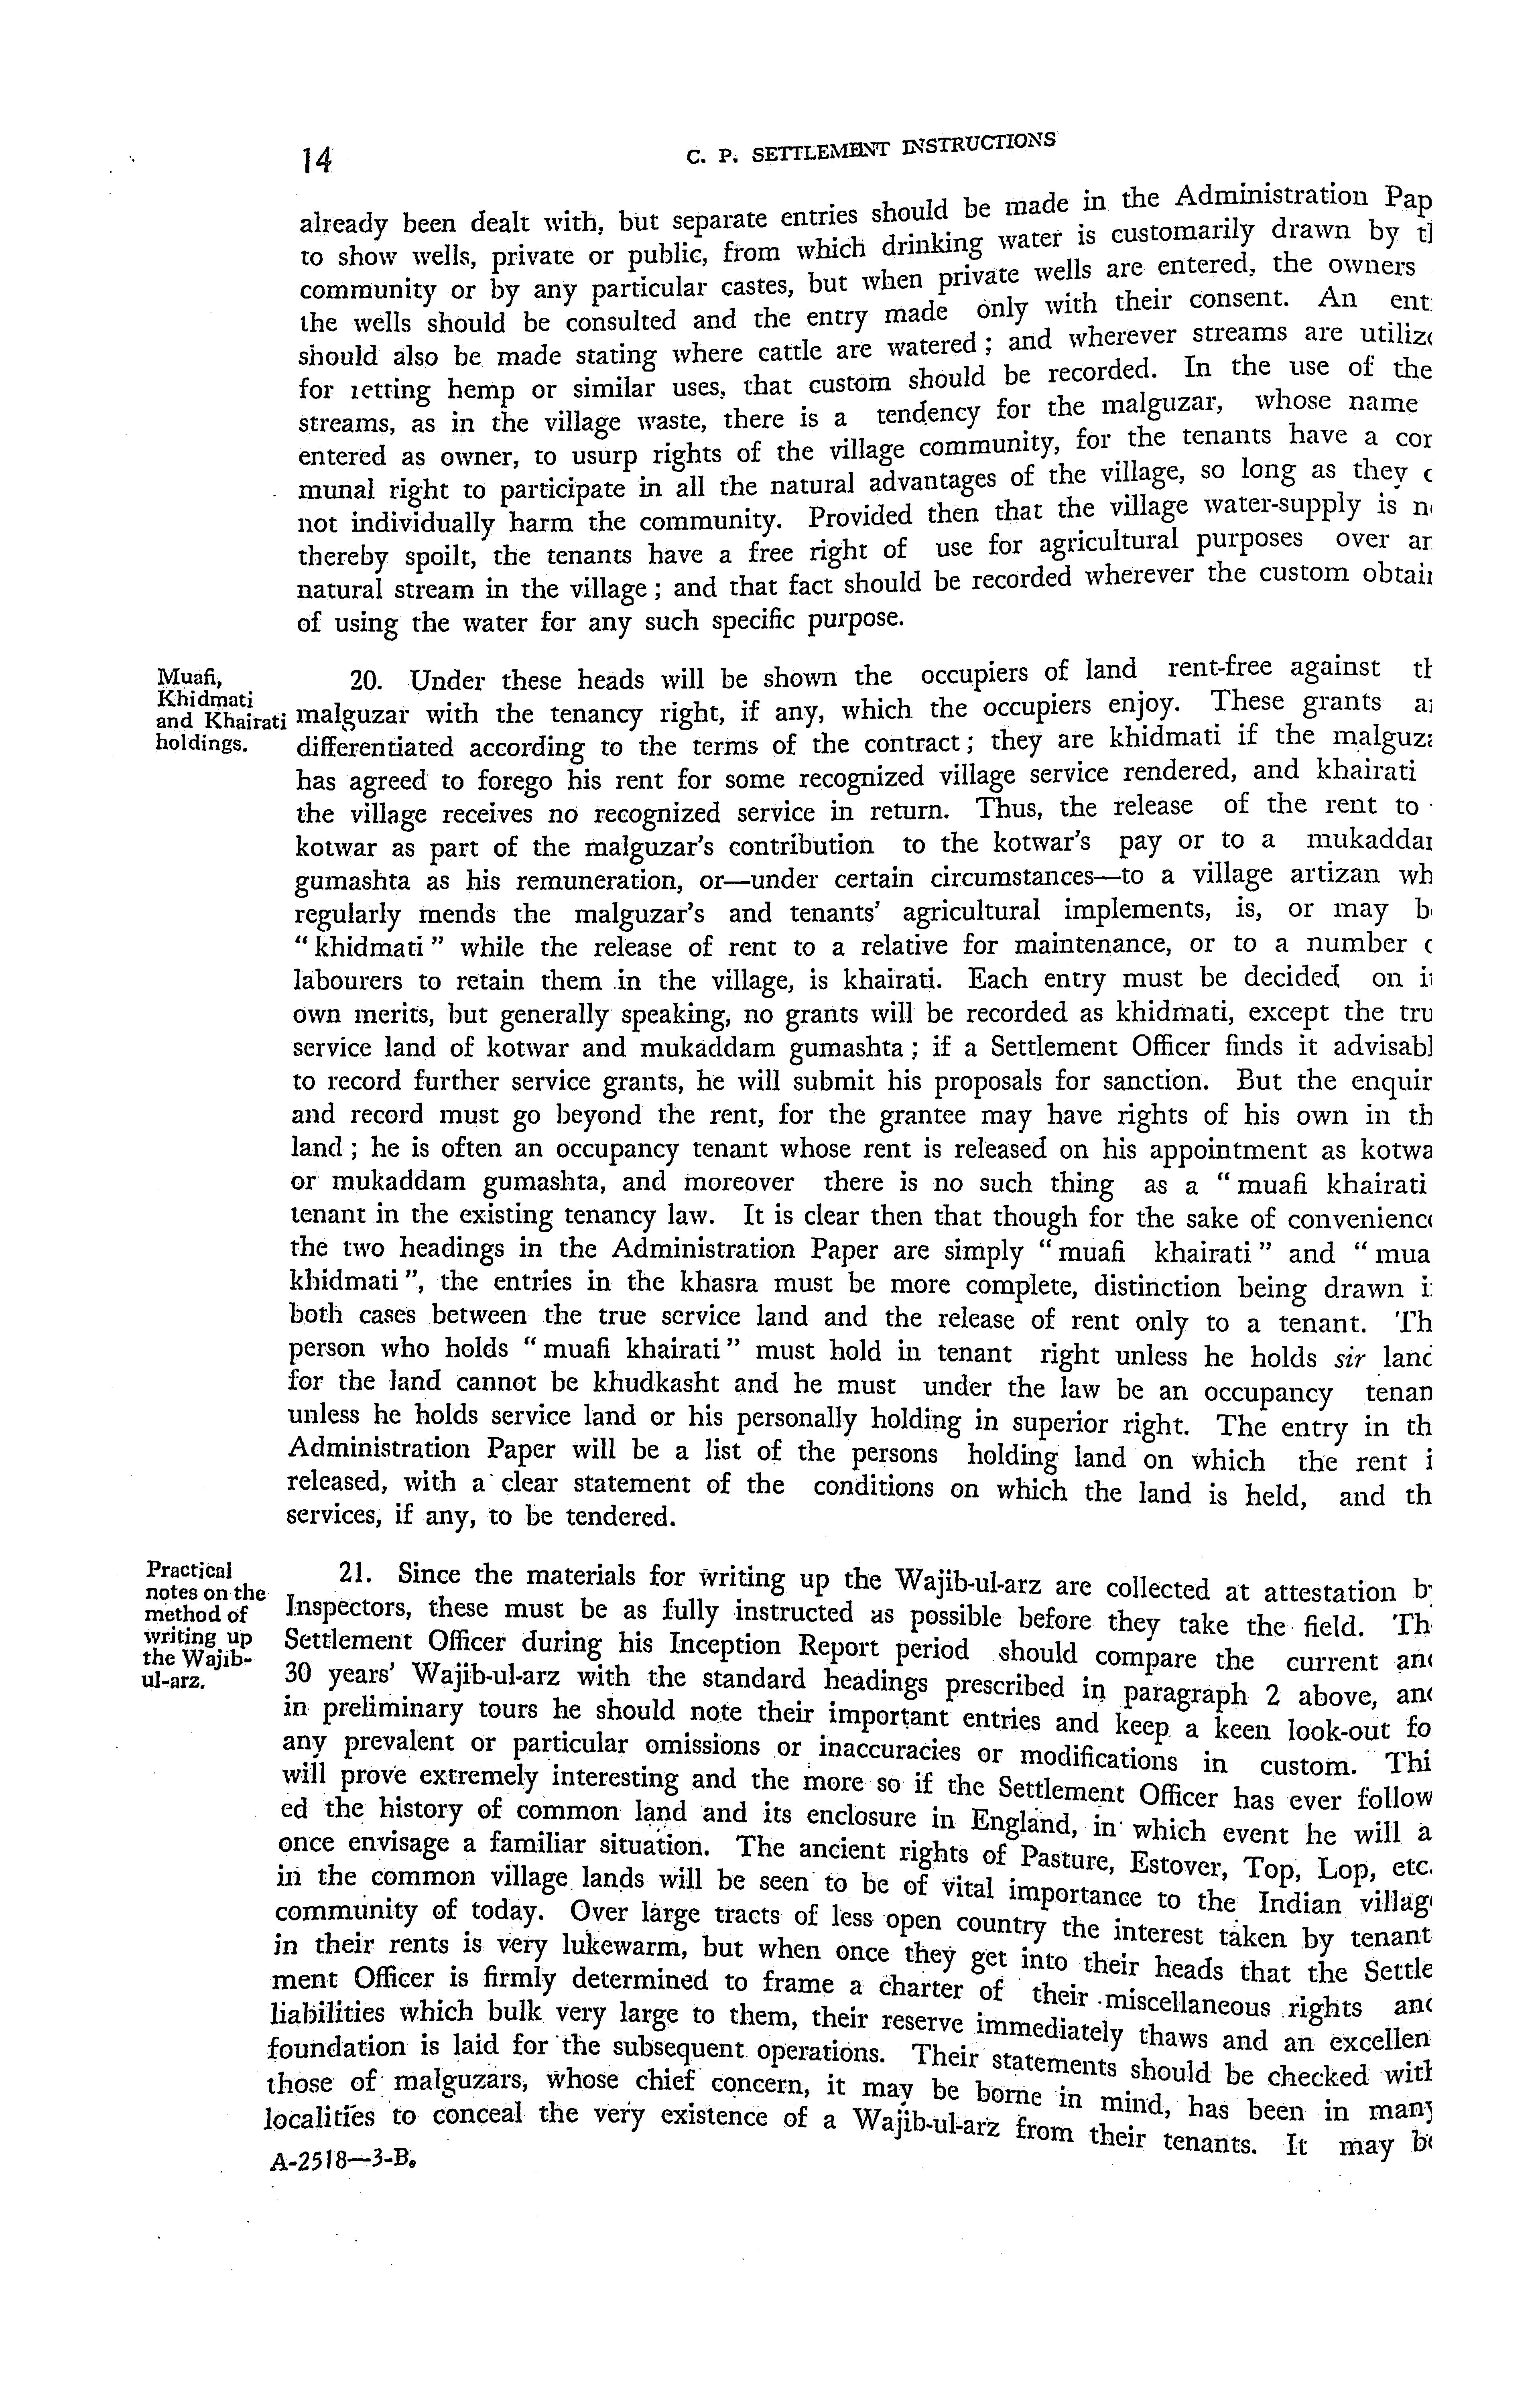 14
C. P. SETTLEMENT INSTRUCTIONS
already been dealt with, but separate entries should be made in the Administration Pap
to show wells, private or public, from which drinking water is customarily drawn by
community or by any particular castes, but when private wells are entered, the owners
the wells should be consulted and the entry made only with their consent. An ent
should also be made stating where cattle are watered ; and wherever streams are utiliz
for retting hemp or similar uses, that custom should be recorded. In the use of the
streams, as in the village waste, there is a tendency for the malguzar, whose name
entered as owner, to usurp rights of the village community, for the tenants have a
munal right to participate in all the natural advantages of the village, so long as they
not individually harm the community. Provided then that the village water-supply is
thereby spoilt, the tenants have a free right of use for agricultural purposes over
natural stream in the village ; and that fact should be recorded wherever the custom obtai
of using the water for any such specific purpose.
Muafi,
Khidmati
and Khairati
holdings.
20. Under these heads will be shown the occupiers of land rent-free against
malguzar with the tenancy right, if any, which the occupiers enjoy. These grants
differentiated according to the terms of the contract ; they are khidmati if the malguz
has agreed to forego his rent for some recognized village service rendered, and khairati
the village receives no recognized service in return. Thus, the release of the rent to
kotwar as part of the malguzar's contribution to the kotwar's pay or to a mukadda
gumashta as his remuneration, or—under certain circumstances—to a village artizan wh
regularly mends the malguzar's and tenants' agricultural implements, is, or may b
“ khidmati ” while the release of rent to a relative for maintenance, or to a number
labourers to retain them in the village, is khairati. Each entry must be decided on i
own merits, but generally speaking, no grants will be recorded as khidmati, except the tru
service land of kotwar and mukaddam gumashta ; if a Settlement Officer finds it advisab
to record further service grants, he will submit his proposals for sanction. But the enquir
and record must go beyond the rent, for the grantee may have rights of his own in th
land ; he is often an occupancy tenant whose rent is released on his appointment as kotwa
or mukaddam gumashta, and moreover there is no such thing as a “ muafi khairati
tenant in the existing tenancy law. It is clear then that though for the sake of convenienc
the two headings in the Administration Paper are simply “ muafi khairati ” and “ mua
khidmati ”, the entries in the khasra must be more complete, distinction being drawn i
both cases between the true service land and the release of rent only to a tenant. Th
person who holds “ muafi khairati ” must hold in tenant right unless he holds sir lan
for the land cannot be khudkasht and he must under the law be an occupancy tenan
unless he holds service land or his personally holding in superior right. The entry in th
Administration Paper will be a list of the persons holding land on which the rent i
released, with a clear statement of the conditions on which the land is held, and th
services, if any, to be tendered.
Practical
notes on the
method of
writing up
the Wajib-
ul-arz.
21. Since the materials for writing up the Wajib-ul-arz are collected at attestation b
Inspectors, these must be as fully instructed as possible before they take the field. Th
Settlement Officer during his Inception Report period should compare the current an
30 years' Wajib-ul-arz with the standard headings prescribed in paragraph 2 above, an
in preliminary tours he should note their important entries and keep a keen look-out fo
any prevalent or particular omissions or inaccuracies or modifications in custom. Thi
will prove extremely interesting and the more so if the Settlement Officer has ever follow
ed the history of common land and its enclosure in England, in which event he will a
once envisage a familiar situation. The ancient rights of Pasture, Estover, Top, Lop, etc.
in the common village lands will be seen to be of vital importance to the Indian villag
community of today. Over large tracts of less open country the interest taken by tenant
in their rents is very lukewarm, but when once they get into their heads that the Settle
ment Officer is firmly determined to frame a charter of their miscellaneous rights an
liabilities which bulk very large to them, their reserve immediately thaws and an excellen
foundation is laid for the subsequent operations. Their statements should be checked wit
those of malguzars, whose chief concern, it may be borne in mind, has been in many
localities to conceal the very existence of a Wajib-ul-arz from their tenants. It may be
A-2518—3-B.